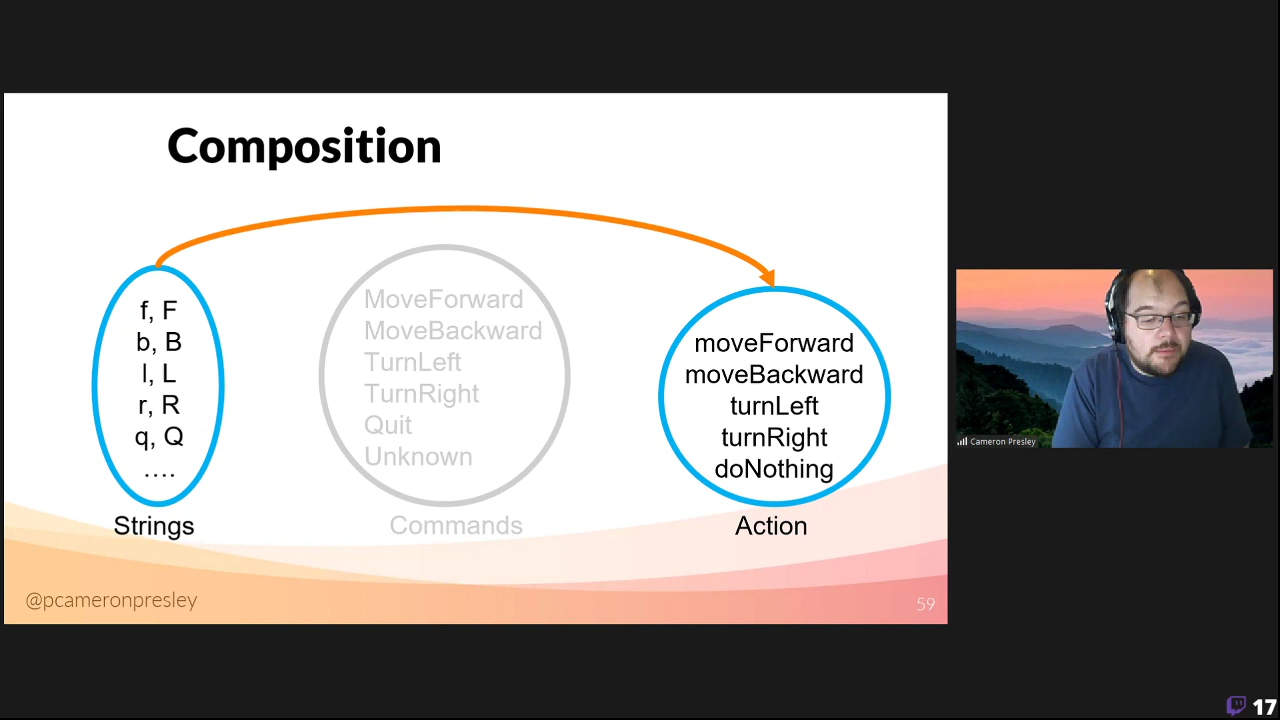 Composition
f, F
b, B
l, L
r, R
q, Q
....
Strings
MoveForward
MoveBackward
TurnLeft
TurnRight
Quit
Unknown
Commands
moveForward
moveBackward
turnLeft
turnRight
doNothing
Action
@pcameronpresley
59
Cameron Presley
17